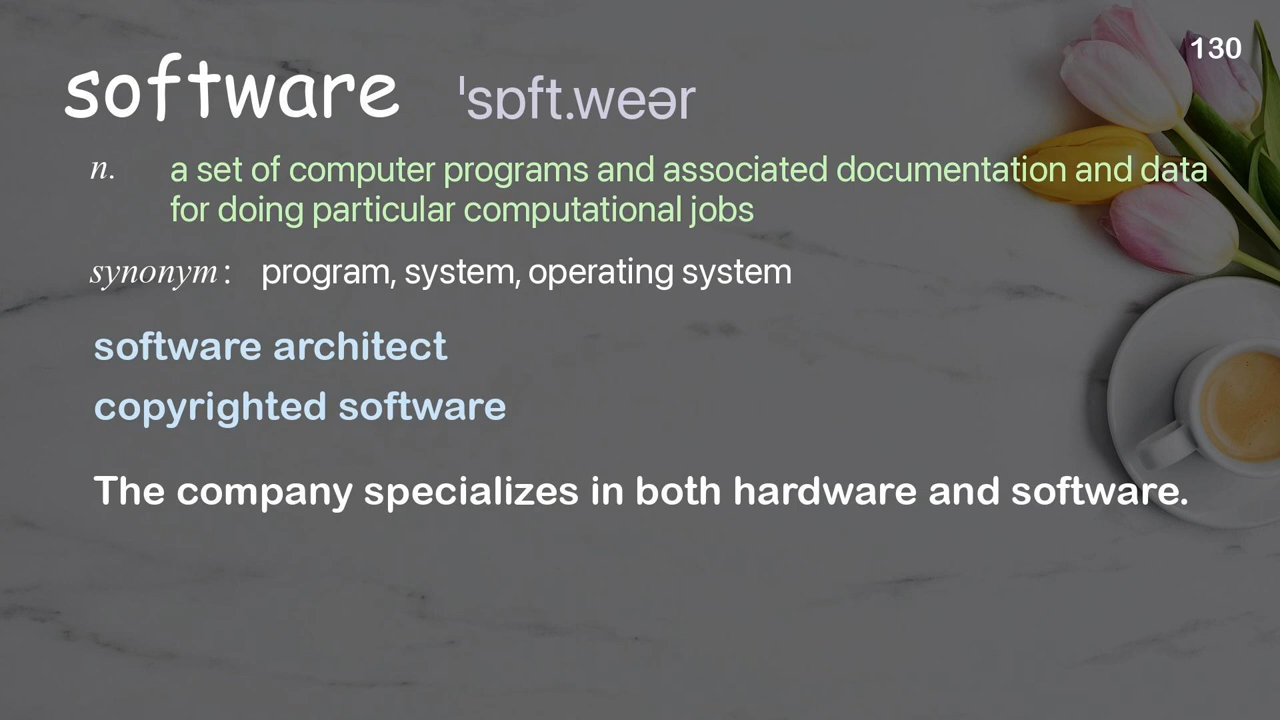 130
software ˈsɒft.weər
n. a set of computer programs and associated documentation and data
for doing particular computational jobs
synonym: program, system, operating system
software architect
copyrighted software
The company specializes in both hardware and software.